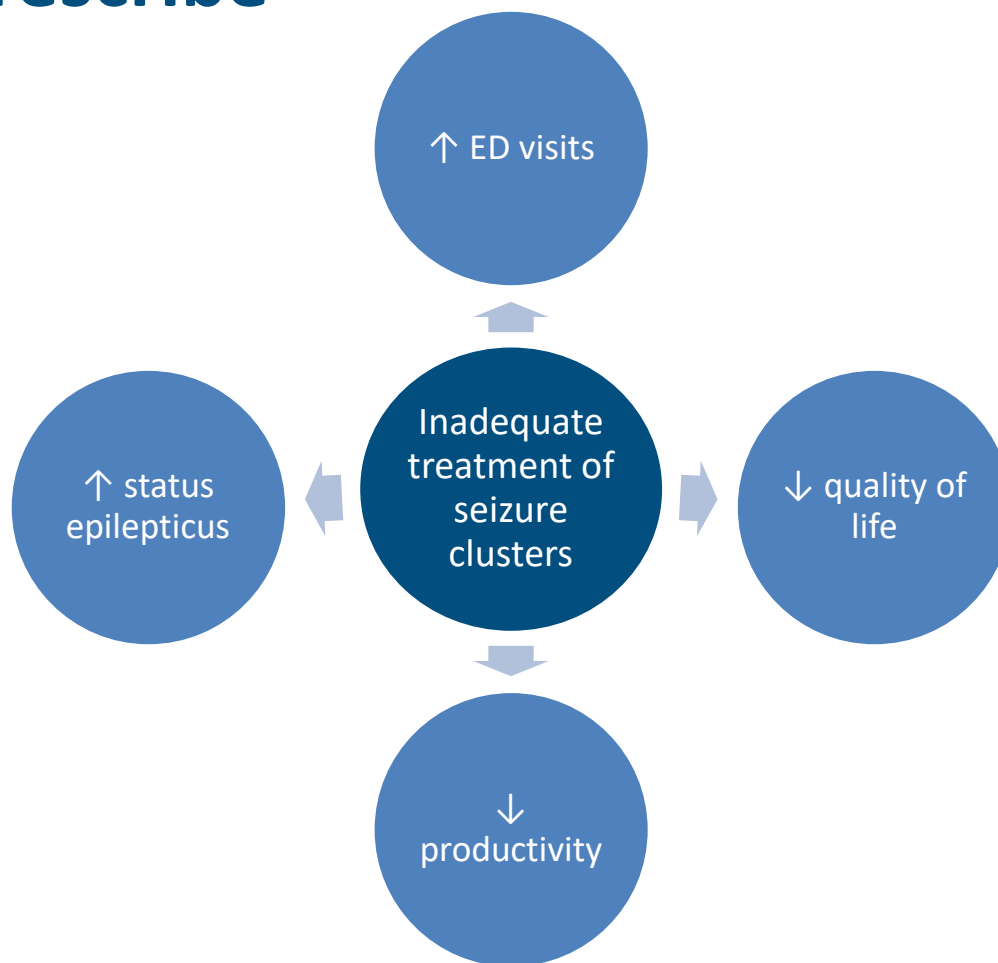 ↑ ED visits
Inadequate
treatment of
seizure
clusters
↑ status
epilepticus
↓ quality of
life
↓
productivity